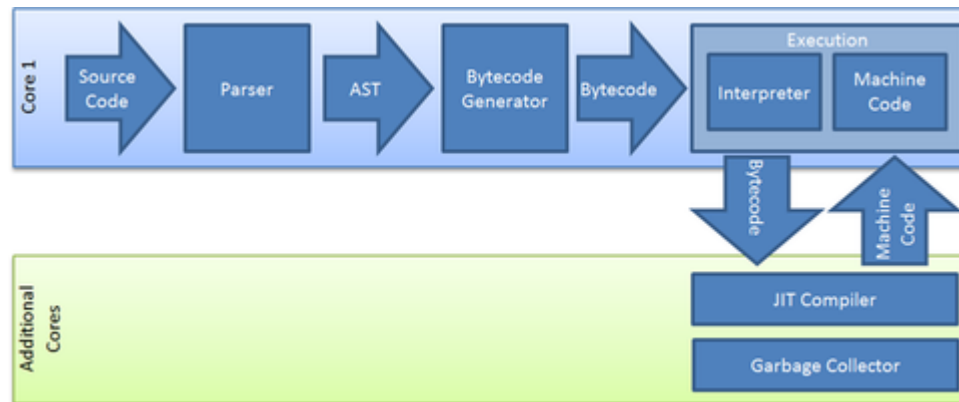 Core 1
Source
Code
Parser
AST
Bytecode
Generator
Bytecode
Execution
Interpreter
Machine
Code
Bytecode
Machine
Code
Additional
Cores
JIT Compiler
Garbage Collector